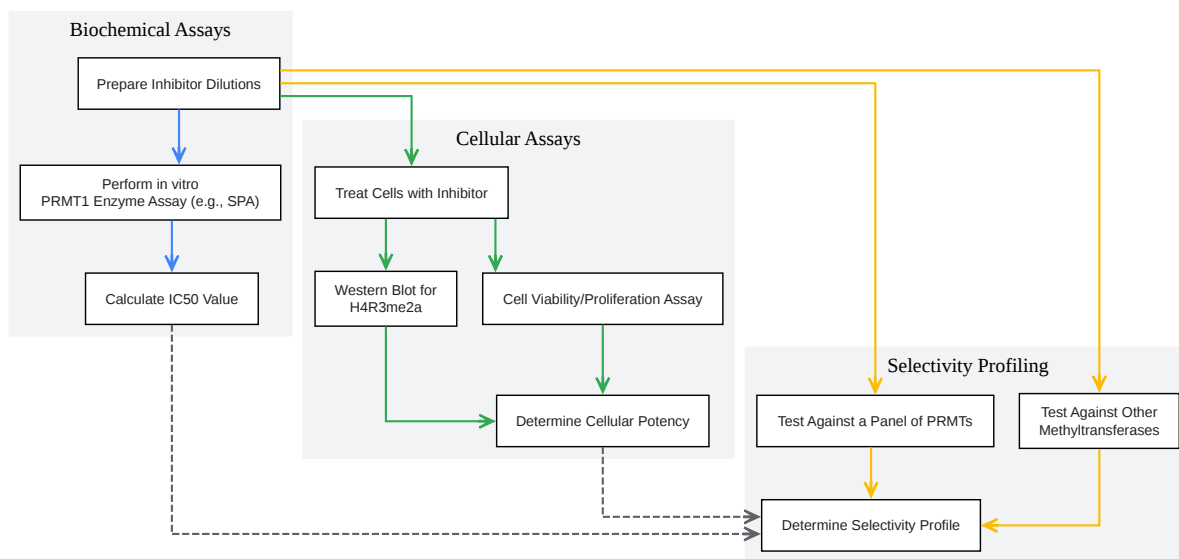 Biochemical Assays
Prepare Inhibitor Dilutions
Perform in vitro
PRMT1 Enzyme Assay (e.g., SPA)
Calculate IC50 Value
Cellular Assays
Treat Cells with Inhibitor
Western Blot for
H4R3me2a
Cell Viability/Proliferation Assay
Determine Cellular Potency
Selectivity Profiling
Test Against a Panel of PRMTs
Test Against Other
Methyltransferases
Determine Selectivity Profile